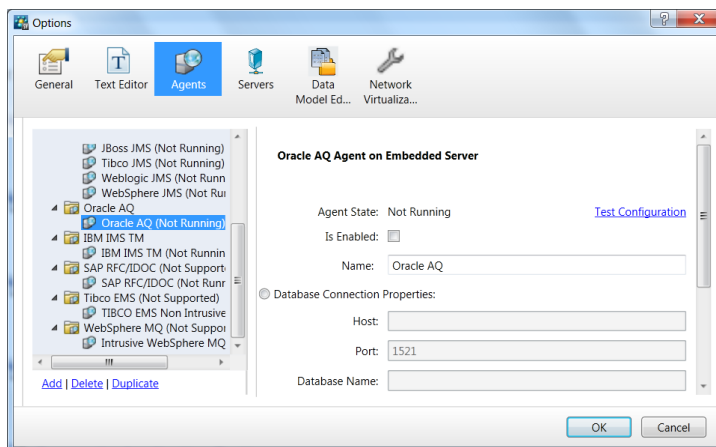 Options
General
Text Editor
Agents
Servers
Data
Model Ed...
Network
Virtualiza...
JBoss JMS (Not Running)
Tibco JMS (Not Running)
Weblogic JMS (Not Runn
WebSphere JMS (Not Ru
Oracle AQ
Oracle AQ (Not Running)
IBM IMS TM
IBM IMS TM (Not Runnin
SAP RFC/IDOC (Not Support
SAP RFC/IDOC (Not Runr
Tibco EMS (Not Supported)
TIBCO EMS Non Intrusive
WebSphere MQ (Not Suppor
Intrusive WebSphere MQ
Add | Delete | Duplicate
Oracle AQ Agent on Embedded Server
Agent State: Not Running Test Configuration
Is Enabled:
Name: Oracle AQ
Database Connection Properties:
Host:
Port: 1521
Database Name:
OK Cancel